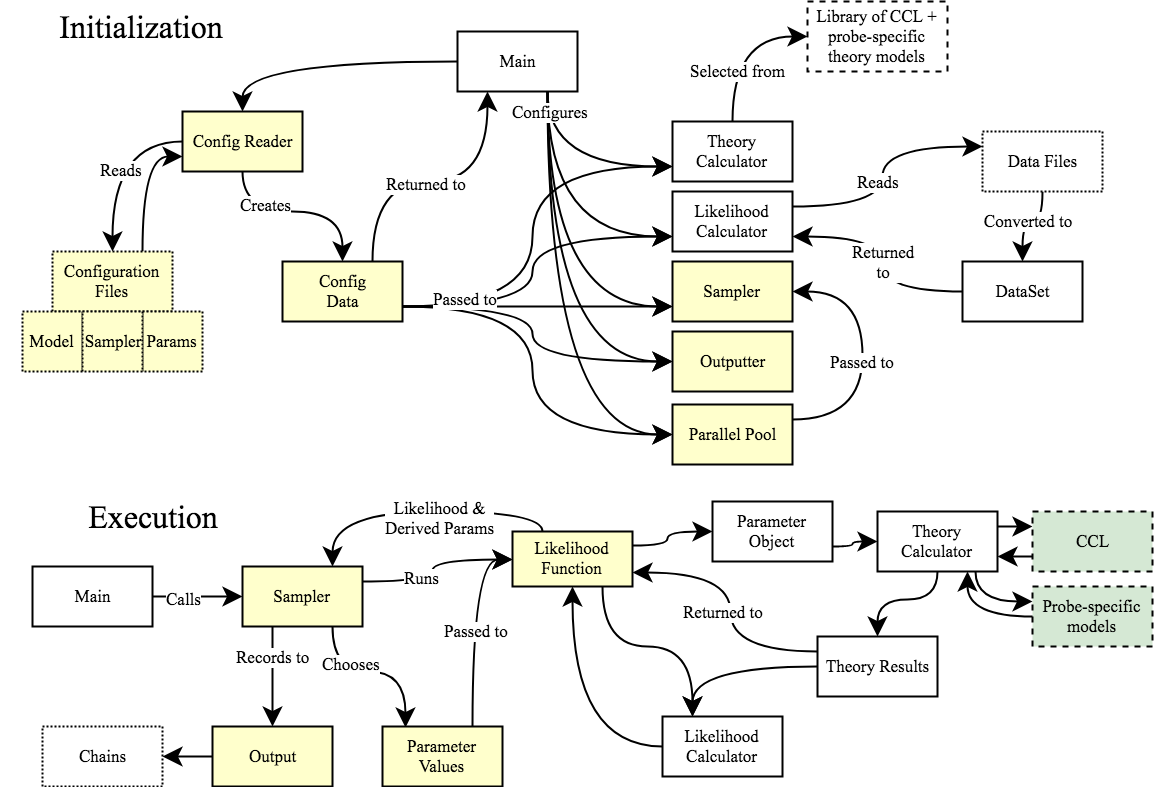 Initialization
Library of CCL +
probe-specific
theory models
Main
Selected from
Configures
Config Reader
Theory
Calculator
Data Files
Reads
Reads
Returned to
Creates
Likelihood
Calculator
Converted to
Returned
to
Configuration
Files
Config
Data
Passed to
Sampler
DataSet
Model
Sampler
Params
Outputter
Passed to
Parallel Pool
Execution
Likelihood &
Derived Params
Parameter
Object
Theory
Calculator
CCL
Likelihood
Function
Main
Calls
Sampler
Runs
Returned to
Probe-specific
models
Passed to
Records to
Chooses
Theory Results
Chains
Output
Parameter
Values
Likelihood
Calculator